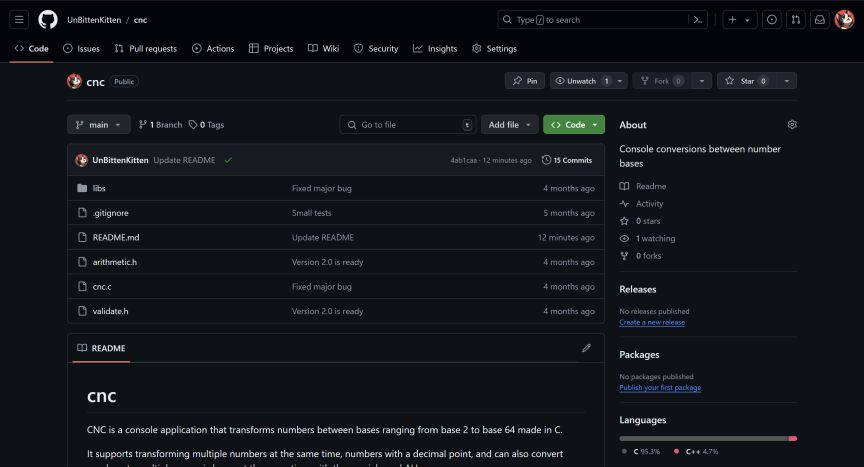 UnBittenKitten / cnc
Type / to search
Code Issues Pull requests Actions Projects Wiki Security Insights Settings
cnc Public
Pin Unwatch 1 Fork 0 Star 0
main 1 Branch 0 Tags Go to file t Add file Code
UnBittenKitten Update README 4ab1caa · 12 minutes ago 15 Commits
libs Fixed major bug 4 months ago
.gitignore Small tests 5 months ago
README.md Update README 12 minutes ago
arithmetic.h Version 2.0 is ready 4 months ago
cnc.c Fixed major bug 4 months ago
validate.h Version 2.0 is ready 4 months ago
README
cnc
CNC is a console application that transforms numbers between bases ranging from base 2 to base 64 made in C.
It supports transforming multiple numbers at the same time, numbers with a decimal point, and can also convert
About
Console conversions between number
bases
Readme
Activity
0 stars
1 watching
0 forks
Releases
No releases published
Create a new release
Packages
No packages published
Publish your first package
Languages
C 95.3% C++ 4.7%